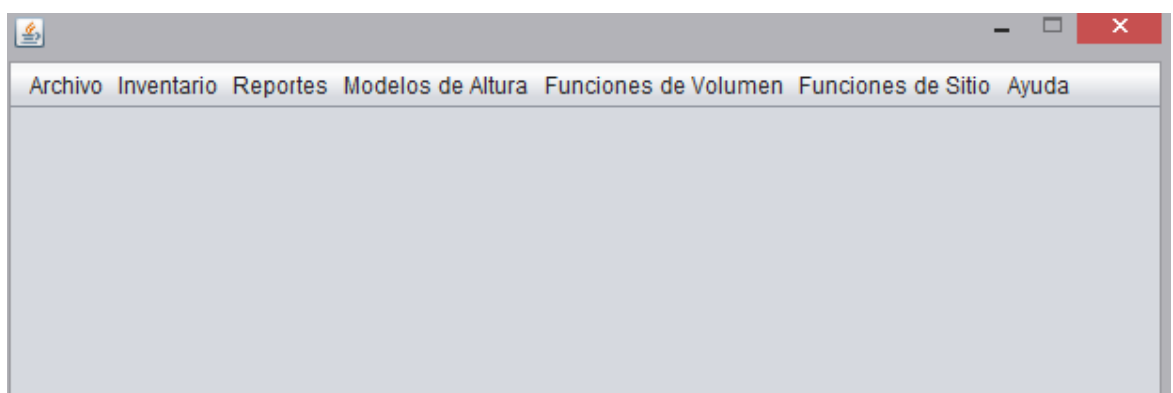 Archivo Inventario Reportes Modelos de Altura Funciones de Volumen Funciones de Sitio Ayuda